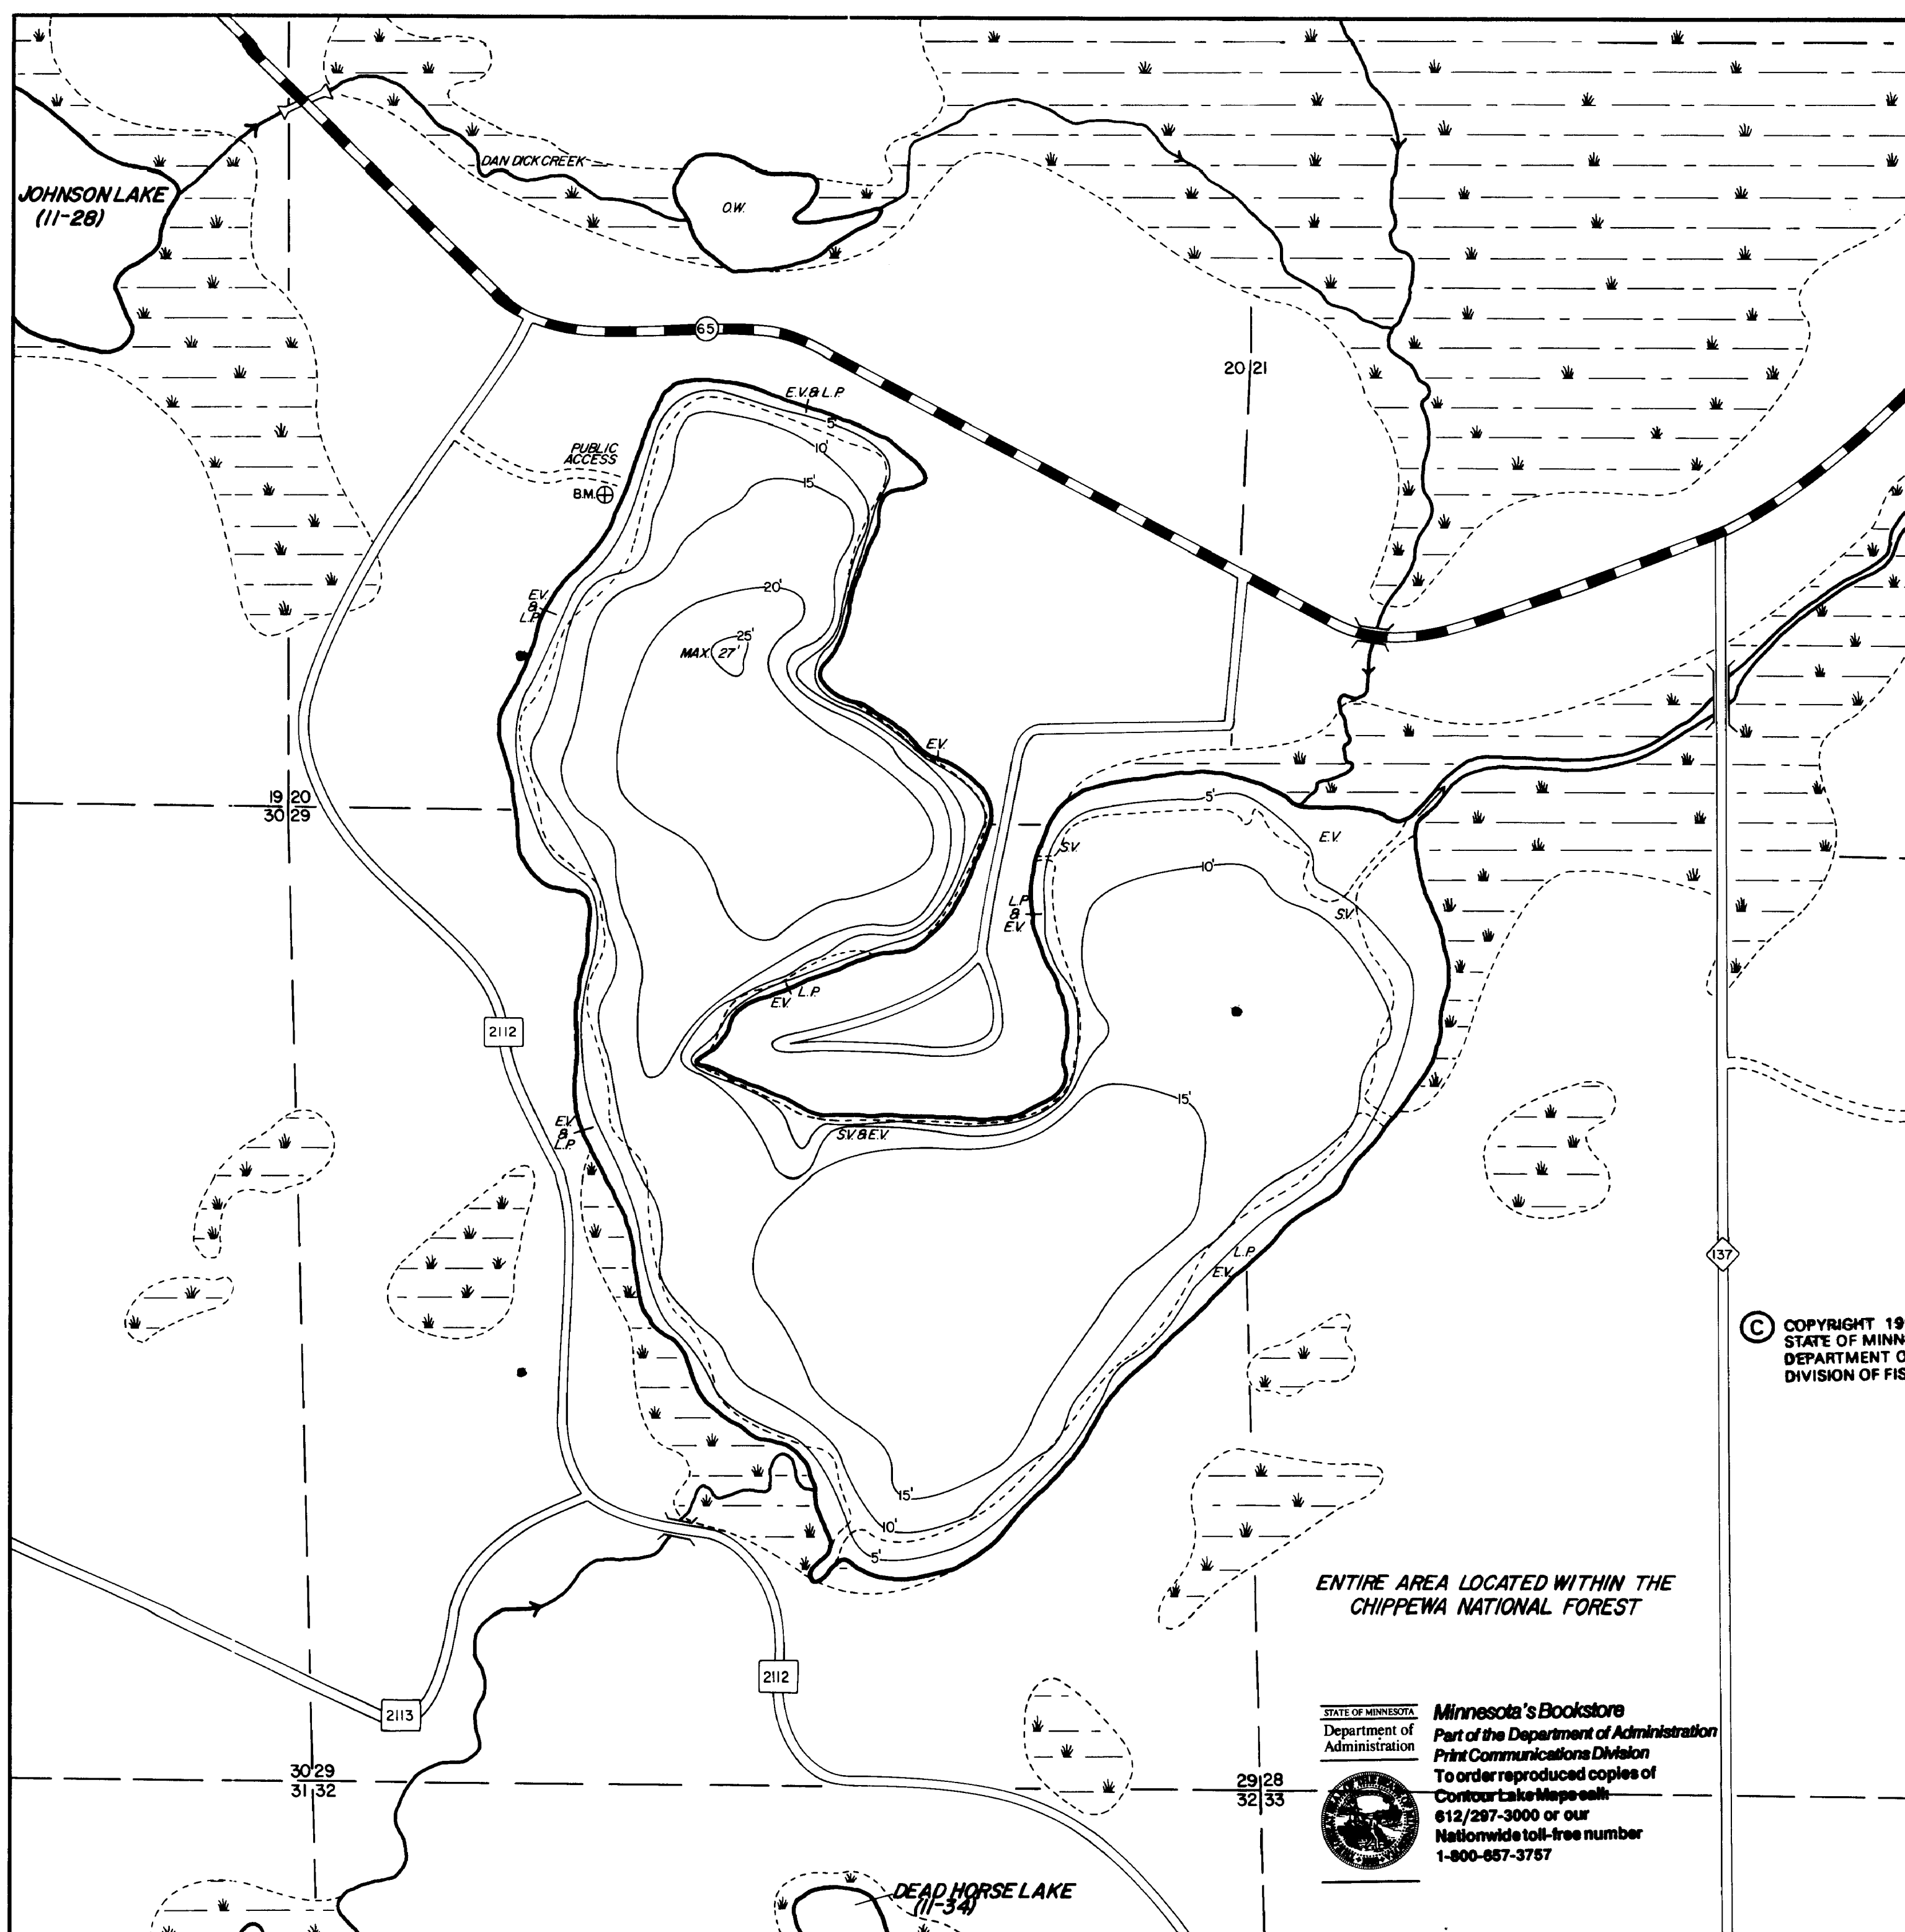 DAN DICK CREEK
JOHNSON LAKE
(11-28)
O.W.
65
20 21
E.V. & L.P.
5'
10'
15'
PUBLIC
ACCESS
B.M.
20'
25'
MAX. 27'
E.V.
&
L.P.
E.V.
19 20
30 29
5'
E.V.
S.V.
10'
L.P.
&
E.V.
S.V.
L.P.
E.V.
2112
15'
E.V.
&
L.P.
S.V. & E.V.
L.P.
E.V.
137
© COPYRIGHT 19
STATE OF MINN
DEPARTMENT O
DIVISION OF FIS
15'
10'
5'
ENTIRE AREA LOCATED WITHIN THE
CHIPPEWA NATIONAL FOREST
2112
2113
STATE OF MINNESOTA
Department of
Administration
Minnesota's Bookstore
Part of the Department of Administration
Print Communications Division
To order reproduced copies of
Contour Lake Maps call:
612/297-3000 or our
Nationwide toll-free number
1-800-657-3757
30 29
31 32
29 28
32 33
DEAD HORSE LAKE
(11-34)